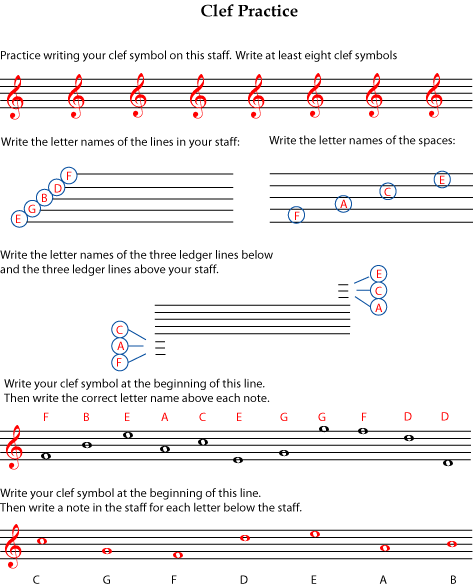 Clef Practice
Practice writing your clef symbol on this staff. Write at least eight clef symbols
Write the letter names of the lines in your staff:
F
D
B
G
E
Write the letter names of the spaces:
E
C
A
F
Write the letter names of the three ledger lines below
and the three ledger lines above your staff.
E
C
A
C
A
F
Write your clef symbol at the beginning of this line.
Then write the correct letter name above each note.
F B E A C E G G F D D
Write your clef symbol at the beginning of this line.
Then write a note in the staff for each letter below the staff.
C G F D E A B